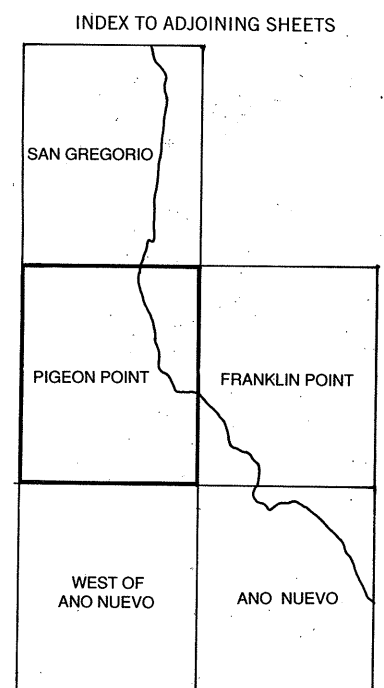 INDEX TO ADJOINING SHEETS
SAN GREGORIO
PIGEON POINT
FRANKLIN POINT
WEST OF
ANO NUEVO
ANO NUEVO